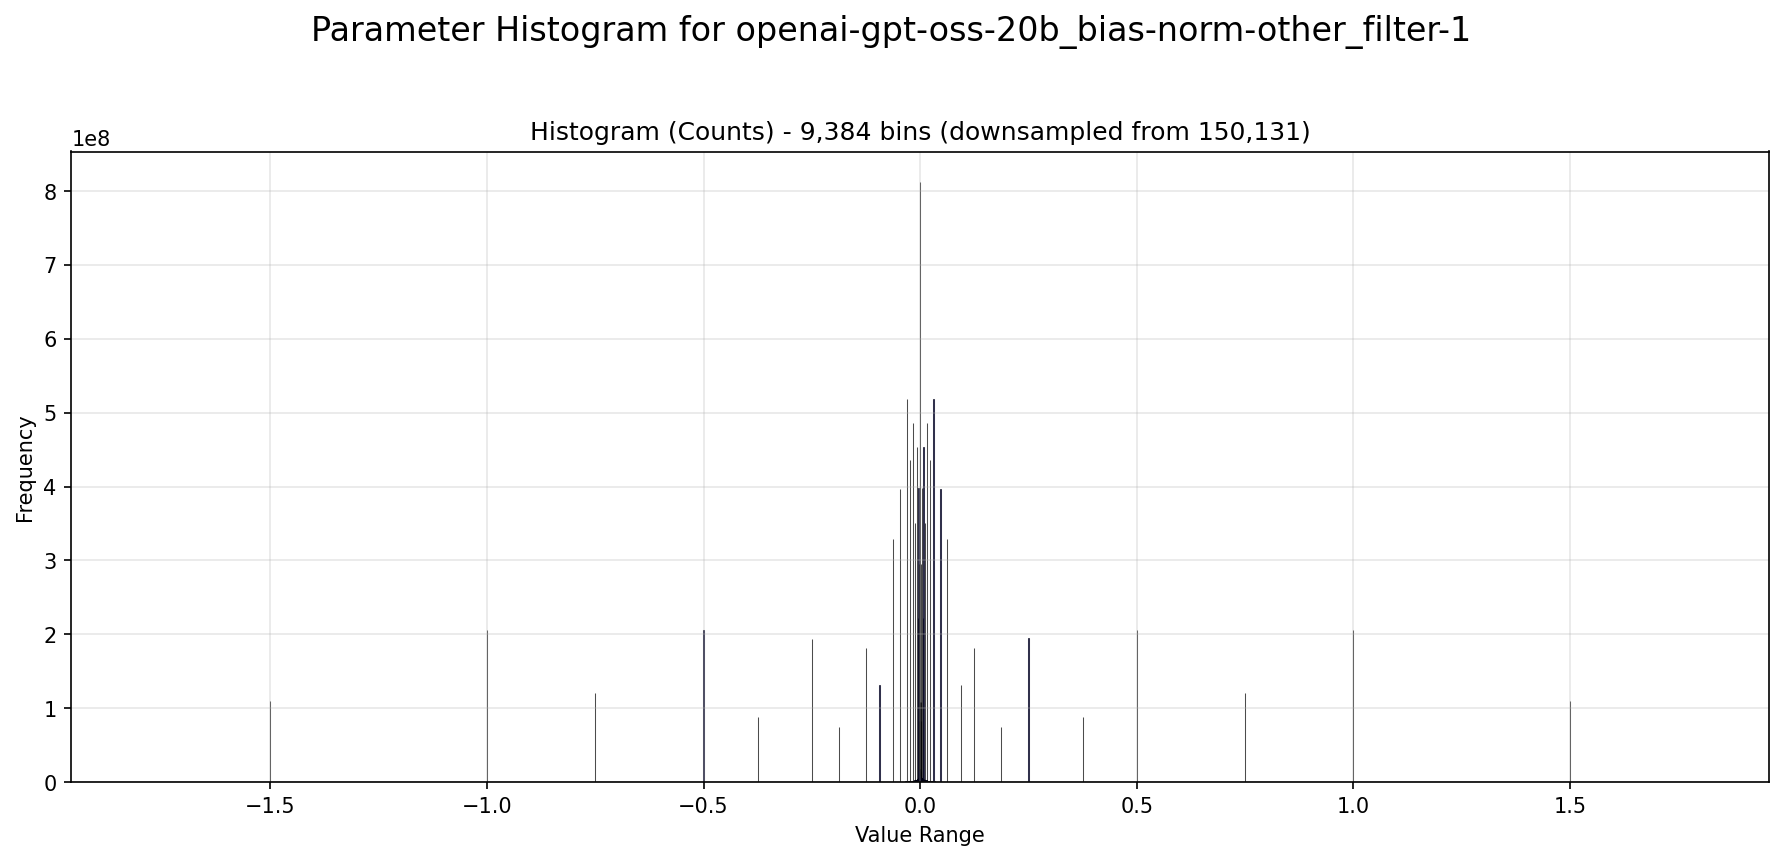 Parameter Histogram for openai-gpt-oss-20b_bias-norm-other_filter-1
Histogram (Counts) - 9,384 bins (downsampled from 150,131)
1e8
8
7
6
5
4
3
2
1
0
Frequency
−1.5 −1.0 −0.5 0.0 0.5 1.0 1.5
Value Range